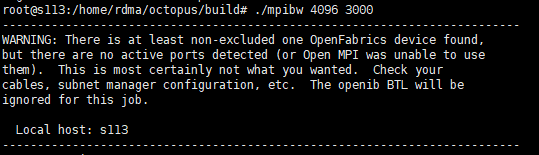 root@s113:/home/rdma/octopus/build# ./mpibw 4096 3000
--------------------------------------------------------------------------
WARNING: There is at least non-excluded one OpenFabrics device found,
but there are no active ports detected (or Open MPI was unable to use
them).  This is most certainly not what you wanted.  Check your
cables, subnet manager configuration, etc.  The openib BTL will be
ignored for this job.

  Local host: s113
--------------------------------------------------------------------------